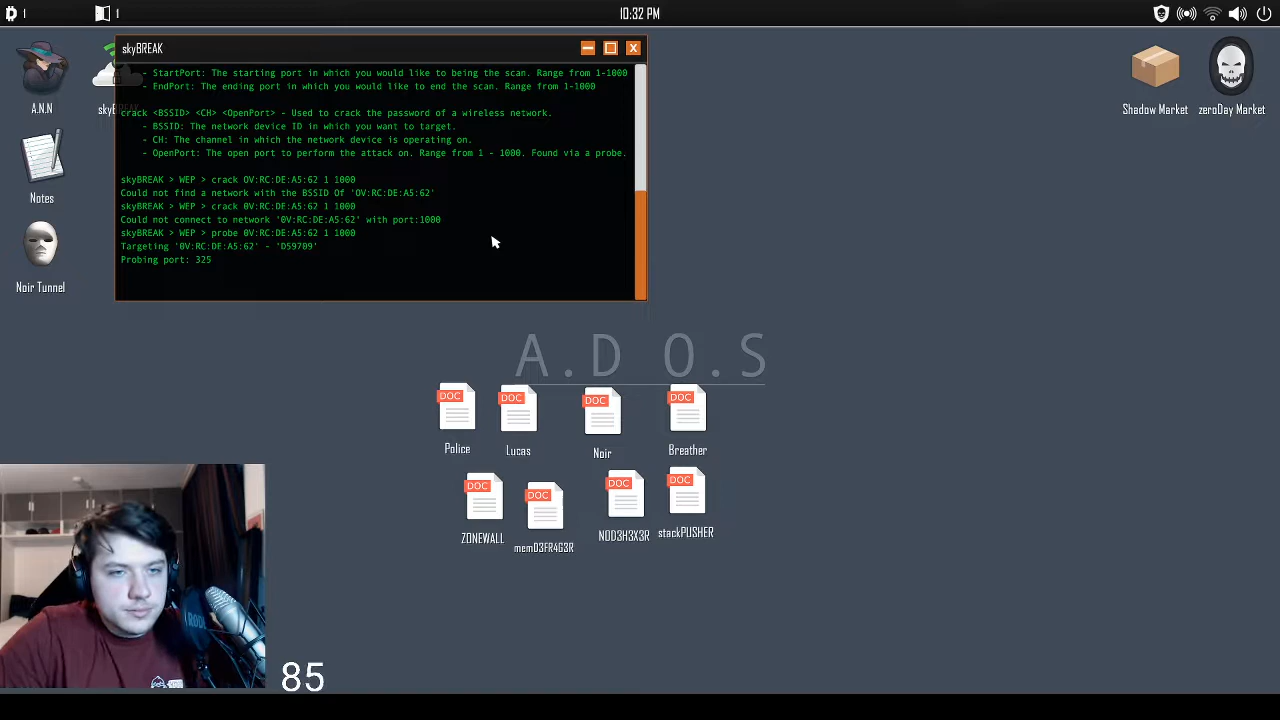 1
1
10:32 PM
skyBREAK
- StartPort: The starting port in which you would like to being the scan. Range from 1-1000
- EndPort: The ending port in which you would like to end the scan. Range from 1-1000
crack <BSSID> <CH> <OpenPort> - Used to crack the password of a wireless network.
- BSSID: The network device ID in which you want to target.
- CH: The channel in which the network device is operating on.
- OpenPort: The open port to perform the attack on. Range from 1 - 1000. Found via a probe.
skyBREAK > WEP > crack OV:RC:DE:A5:62 1 1000
Could not find a network with the BSSID Of 'OV:RC:DE:A5:62'
skyBREAK > WEP > crack 0V:RC:DE:A5:62 1 1000
Could not connect to network '0V:RC:DE:A5:62' with port:1000
skyBREAK > WEP > probe 0V:RC:DE:A5:62 1 1000
Targeting '0V:RC:DE:A5:62' - 'D59709'
Probing port: 325
A.N.N
Notes
Noir Tunnel
Shadow Market
zeroDay Market
A.D O.S
DOC
DOC
DOC
DOC
Police
Lucas
Noir
Breather
DOC
DOC
DOC
DOC
ZONEWALL
memD3FR4G3R
NOD3H3X3R
stackPUSHER
RODE
85